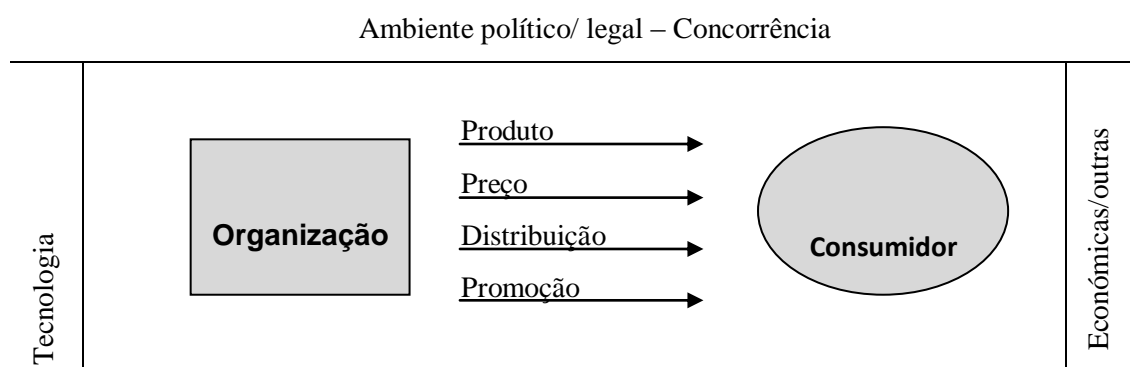 Ambiente político/ legal – Concorrência
Tecnologia
Organização
Produto
Preço
Distribuição
Promoção
Consumidor
Económicas/outras